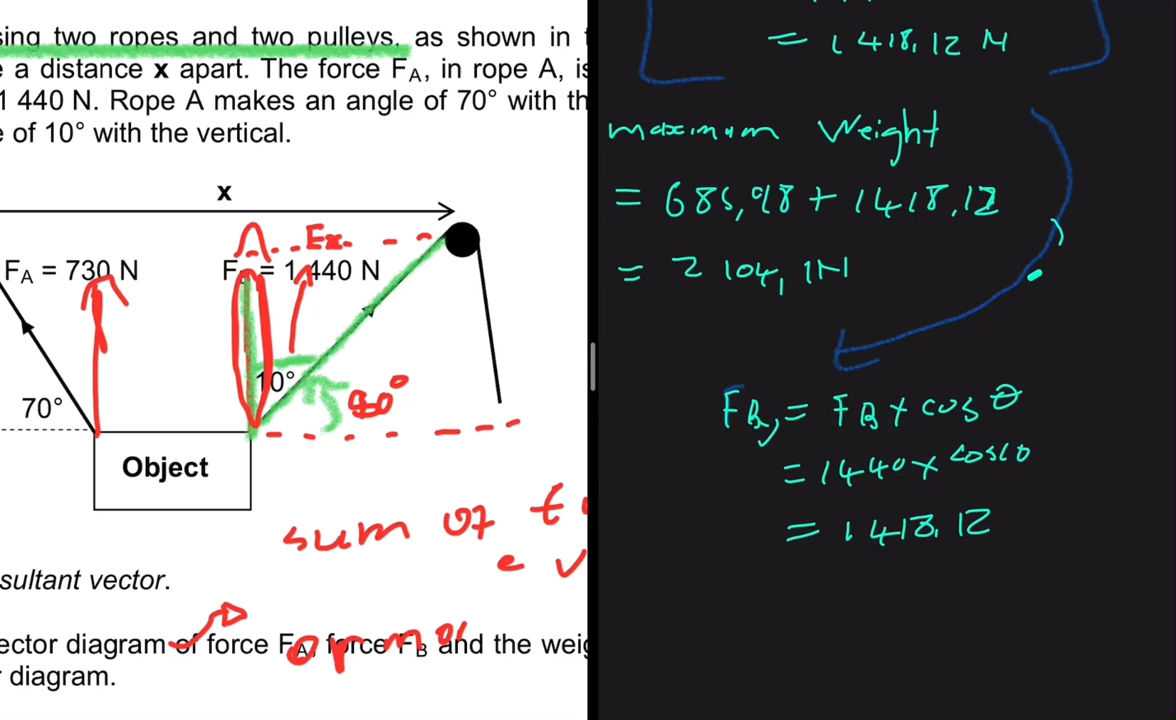 sing two ropes and two pulleys, as shown in
e a distance x apart. The force FA, in rope A, is
1 440 N. Rope A makes an angle of 70° with th
e of 10° with the vertical.
x
A. Ex.
FA = 730 N
= 1 440 N
10°
70°
80°
Object
sum of
sultant vector.
ector diagram of force FA, force FB and the weig
r diagram.
= 1 418,12 N
maximum Weight
= 685,98 + 1418,12
= 2 104,1N
FBy = FB × cos θ
= 1440 × cos10
= 1 418,12